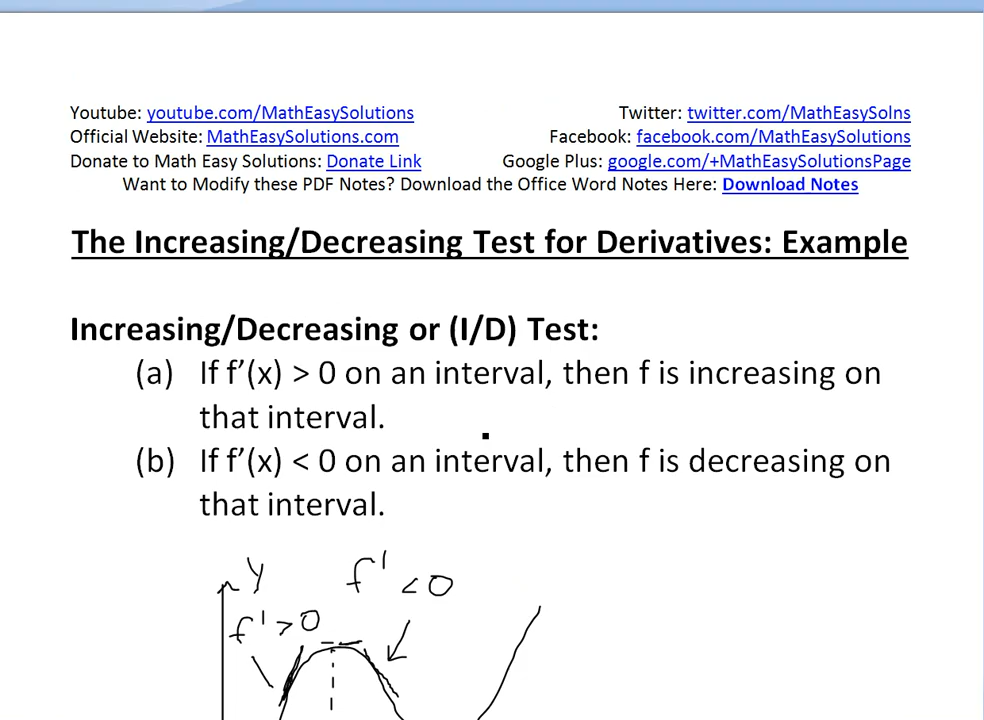 Youtube: youtube.com/MathEasySolutions Twitter: twitter.com/MathEasySolns
Official Website: MathEasySolutions.com Facebook: facebook.com/MathEasySolutions
Donate to Math Easy Solutions: Donate Link Google Plus: google.com/+MathEasySolutionsPage
Want to Modify these PDF Notes? Download the Office Word Notes Here: Download Notes
The Increasing/Decreasing Test for Derivatives: Example
Increasing/Decreasing or (I/D) Test:
(a) If f’(x) > 0 on an interval, then f is increasing on
that interval.
(b) If f’(x) < 0 on an interval, then f is decreasing on
that interval.
y f' < 0
f' > 0